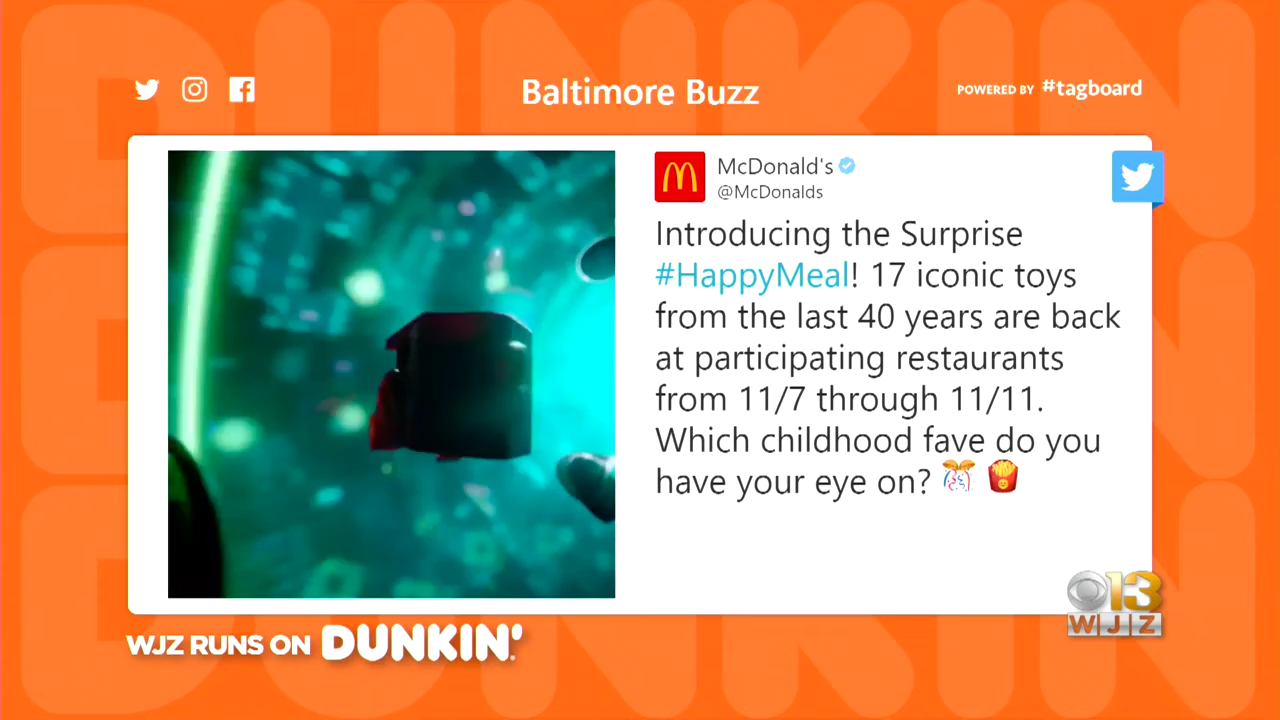 Baltimore Buzz
POWERED BY #tagboard
McDonald's
@McDonalds
Introducing the Surprise
#HappyMeal! 17 iconic toys
from the last 40 years are back
at participating restaurants
from 11/7 through 11/11.
Which childhood fave do you
have your eye on? 🎊 🍟
WJZ RUNS ON DUNKIN'
13
WJZ
DUNKIN